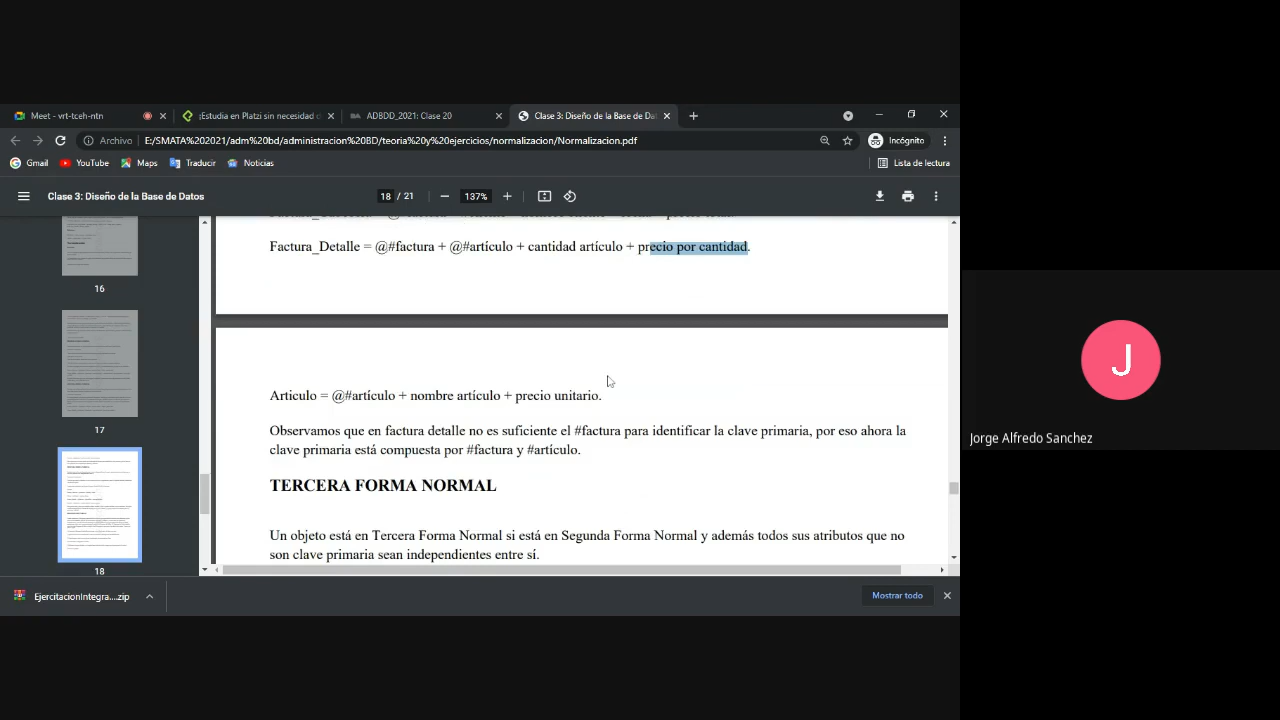 Meet - vrt-tceh-ntn
¡Estudia en Platzi sin necesidad d
ADBDD_2021: Clase 20
Clase 3: Diseño de la Base de Dat
Archivo
E:/SMATA%202021/adm%20bd/administracion%20BD/teoria%20y%20ejercicios/normalizacion/Normalizacion.pdf
Incógnito
Gmail
YouTube
Maps
Traducir
Noticias
Lista de lectura
Clase 3: Diseño de la Base de Datos
18 / 21
137%
Factura_Detalle = @#factura + @#artículo + cantidad artículo + precio por cantidad.
16
17
18
Articulo = @#artículo + nombre artículo + precio unitario.
Observamos que en factura detalle no es suficiente el #factura para identificar la clave primaria, por eso ahora la
clave primaria está compuesta por #factura y #artículo.
TERCERA FORMA NORMAL
Un objeto está en Tercera Forma Normal si está en Segunda Forma Normal y además todos sus atributos que no
son clave primaria sean independientes entre sí.
EjercitacionIntegra....zip
Mostrar todo
J
Jorge Alfredo Sanchez